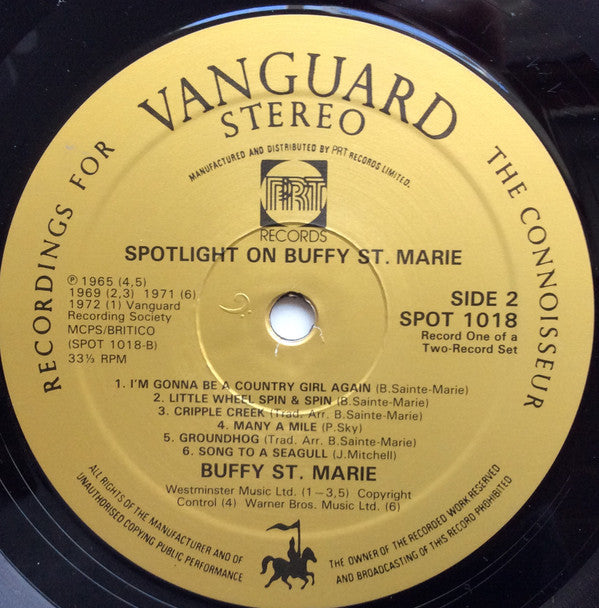 RECORDINGS FOR
VANGUARD
THE CONNOISSEUR
STEREO
MANUFACTURED AND DISTRIBUTED BY PRT RECORDS LIMITED.
PRT
RECORDS
SPOTLIGHT ON BUFFY ST. MARIE
℗ 1965 (4,5)
1969 (2,3) 1971 (6)
1972 (1) Vanguard
Recording Society
MCPS/BRITICO
(SPOT 1018-B)
33⅓ RPM
SIDE 2
SPOT 1018
Record One of a
Two-Record Set
1. I'M GONNA BE A COUNTRY GIRL AGAIN (B.Sainte-Marie)
2. LITTLE WHEEL SPIN & SPIN (B.Sainte-Marie)
3. CRIPPLE CREEK (Trad. Arr. B.Sainte-Marie)
4. MANY A MILE (P.Sky)
5. GROUNDHOG (Trad. Arr. B.Sainte-Marie)
6. SONG TO A SEAGULL (J.Mitchell)
BUFFY ST. MARIE
Westminster Music Ltd. (1–3,5) Copyright
Control (4) Warner Bros. Music Ltd. (6)
ALL RIGHTS OF THE MANUFACTURER AND OF THE OWNER OF THE RECORDED WORK RESERVED
UNAUTHORISED COPYING PUBLIC PERFORMANCE AND BROADCASTING OF THIS RECORD PROHIBITED